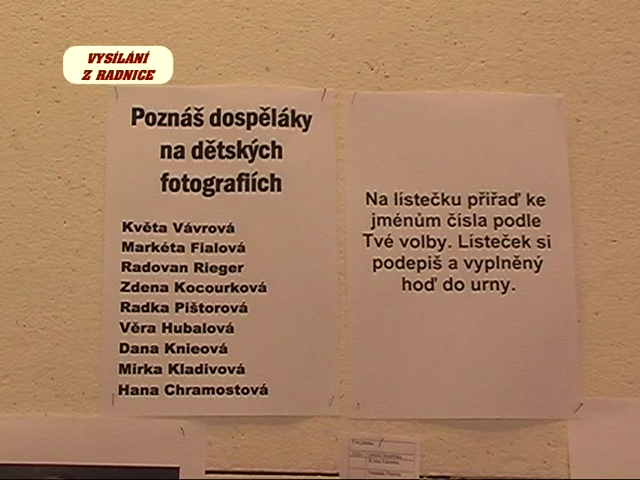 VYSÍLÁNÍ
Z RADNICE
Poznáš dospěláky
na dětských
fotografiích
Květa Vávrová
Markéta Fialová
Radovan Rieger
Zdena Kocourková
Radka Pištorová
Věra Hubalová
Dana Knieová
Mirka Kladivová
Hana Chramostová
Na lístečku přiřaď ke
jménům čísla podle
Tvé volby. Lísteček si
podepiš a vyplněný
hoď do urny.